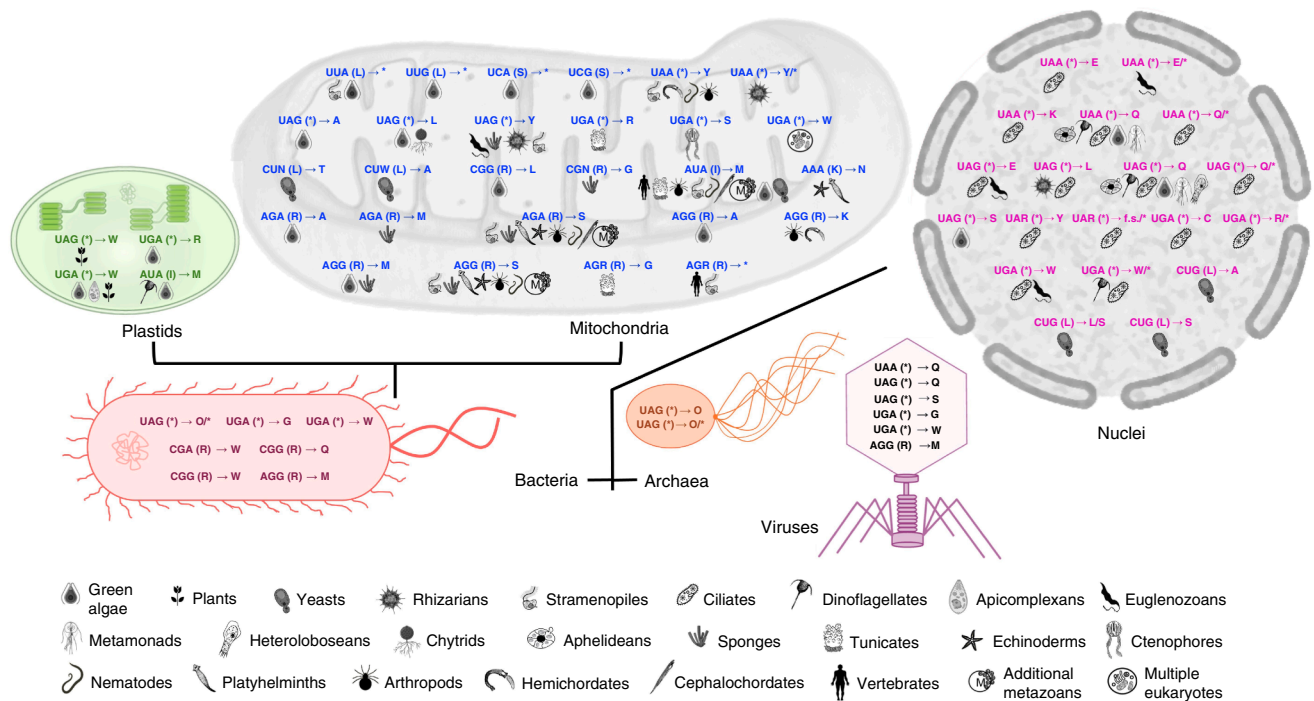 UUA (L) → *
UUG (L) → *
UCA (S) → *
UCG (S) → *
UAA (*) → Y
UAA (*) → Y/*
UAG (*) → A
UAG (*) → L
UAG (*) → Y
UGA (*) → R
UGA (*) → S
UGA (*) → W
CUN (L) → T
CUW (L) → A
CGG (R) → L
CGN (R) → G
AUA (I) → M
AAA (K) → N
M
AGA (R) → A
AGA (R) → M
AGA (R) → S
AGG (R) → A
AGG (R) → K
M
AGG (R) → M
AGG (R) → S
AGR (R) → G
AGR (R) → *
M
Mitochondria
UAG (*) → W
UGA (*) → R
UGA (*) → W
AUA (I) → M
Plastids
UAA (*) → E
UAA (*) → E/*
UAA (*) → K
UAA (*) → Q
UAA (*) → Q/*
UAG (*) → E
UAG (*) → L
UAG (*) → Q
UAG (*) → Q/*
UAG (*) → S
UAR (*) → Y
UAR (*) → f.s./*
UGA (*) → C
UGA (*) → R/*
UGA (*) → W
UGA (*) → W/*
CUG (L) → A
CUG (L) → L/S
CUG (L) → S
Nuclei
UAG (*) → O/*
UGA (*) → G
UGA (*) → W
CGA (R) → W
CGG (R) → Q
CGG (R) → W
AGG (R) → M
Bacteria
Archaea
UAG (*) → O
UAG (*) → O/*
UAA (*) → Q
UAG (*) → Q
UAG (*) → S
UGA (*) → G
UGA (*) → W
AGG (R) → M
Viruses
Green
algae
Plants
Yeasts
Rhizarians
Stramenopiles
Ciliates
Dinoflagellates
Apicomplexans
Euglenozoans
Metamonads
Heteroloboseans
Chytrids
Aphelideans
Sponges
Tunicates
Echinoderms
Ctenophores
Nematodes
Platyhelminths
Arthropods
Hemichordates
Cephalochordates
Vertebrates
M
Additional
metazoans
Multiple
eukaryotes